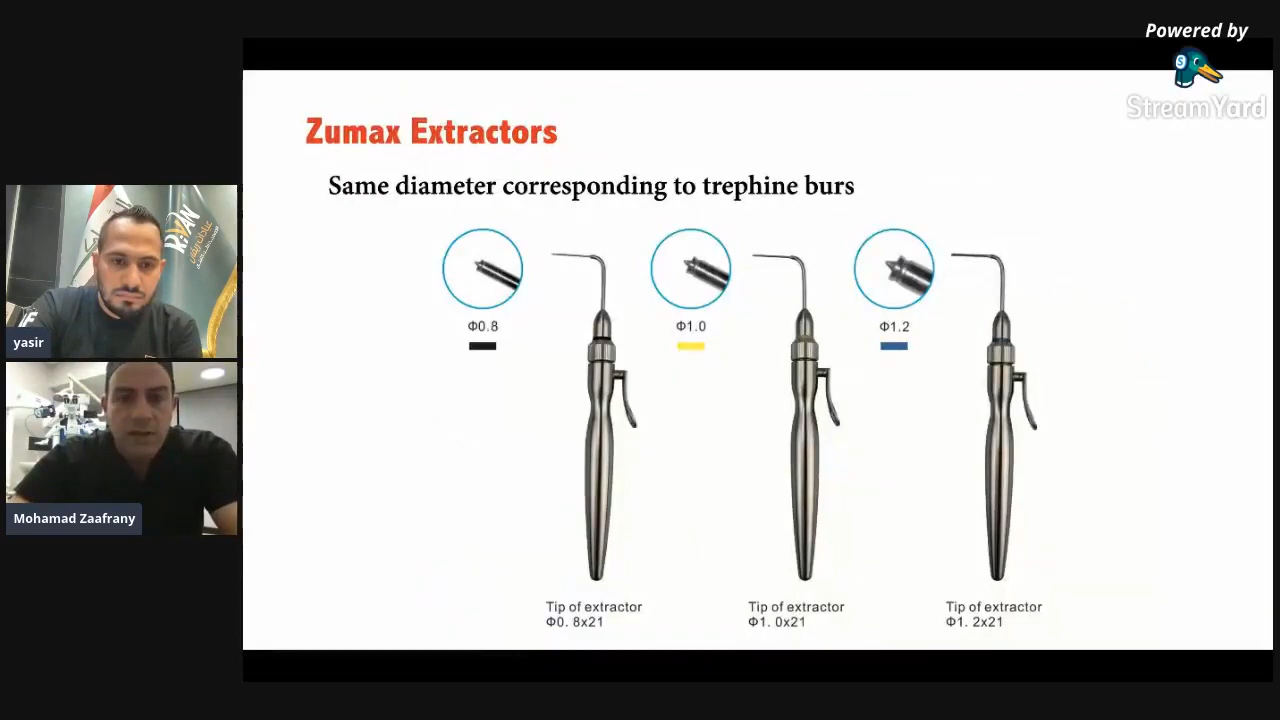 Powered by
StreamYard
Zumax Extractors
Same diameter corresponding to trephine burs
Φ0.8
Φ1.0
Φ1.2
Tip of extractor
Φ0. 8x21
Tip of extractor
Φ1. 0x21
Tip of extractor
Φ1. 2x21
RiVAN
yasir
Mohamad Zaafrany